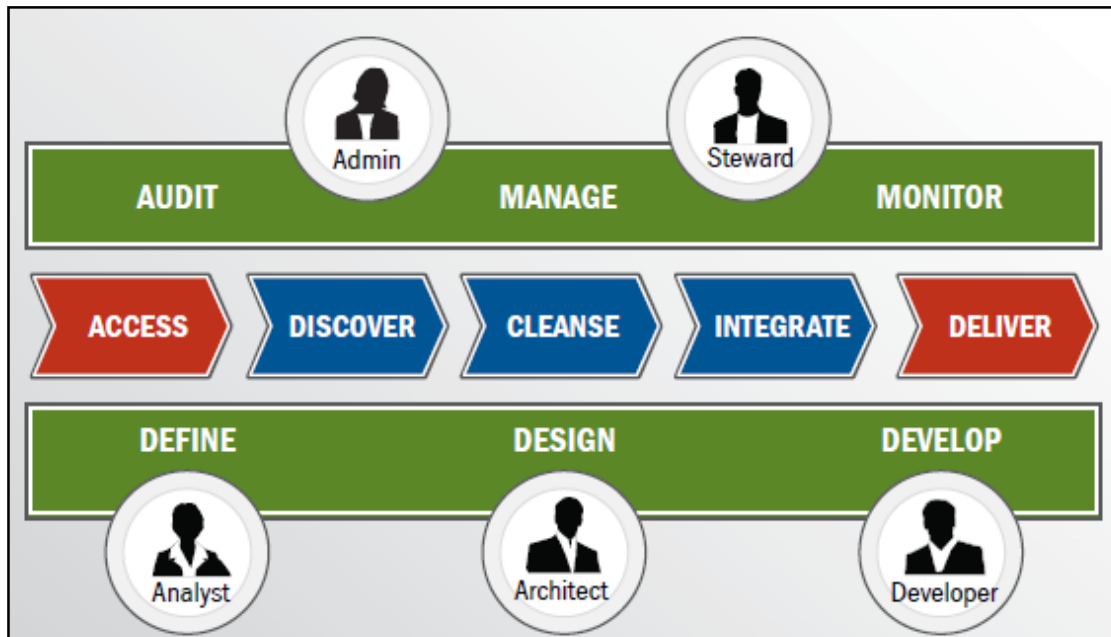 Admin
Steward
AUDIT MANAGE MONITOR
ACCESS DISCOVER CLEANSE INTEGRATE DELIVER
DEFINE DESIGN DEVELOP
Analyst Architect Developer